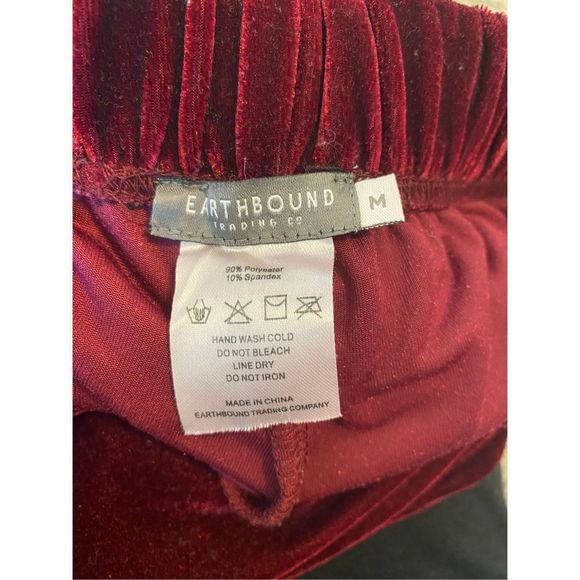 EARTHBOUND
TRADING CO
M
90% Polyester
10% Spandex
HAND WASH COLD
DO NOT BLEACH
LINE DRY
DO NOT IRON
MADE IN CHINA
EARTHBOUND TRADING COMPANY